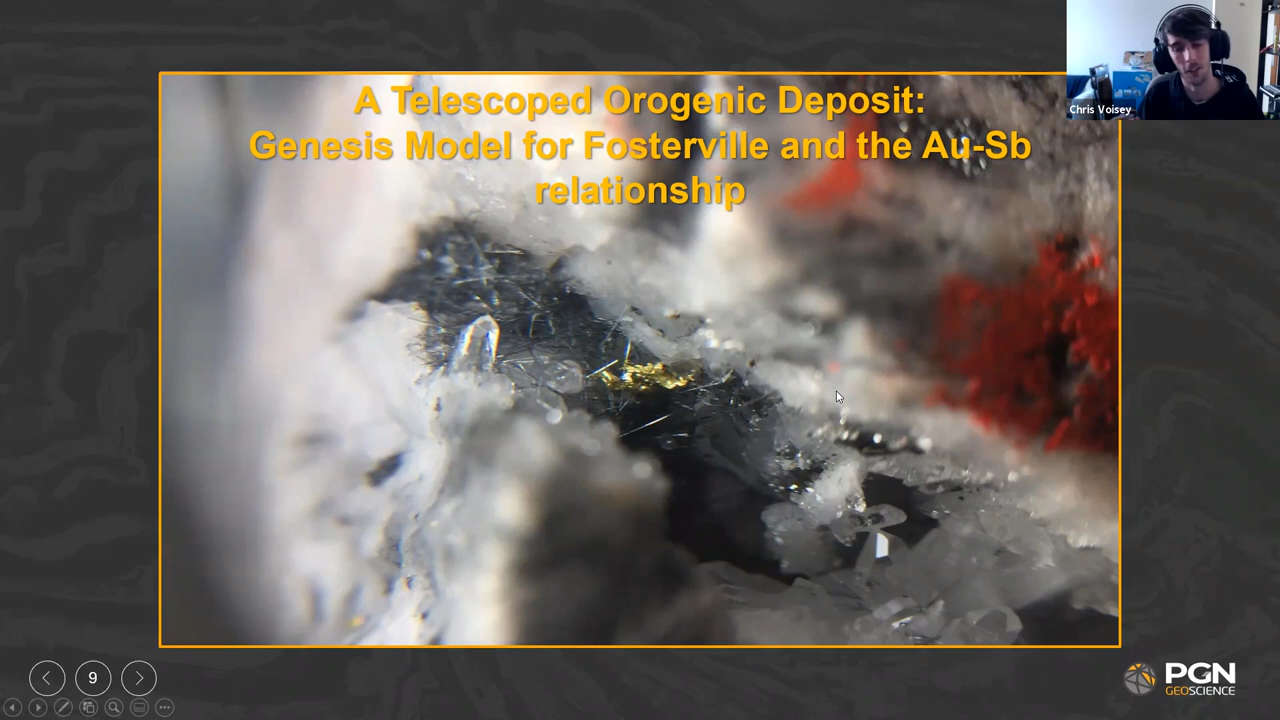 A Telescoped Orogenic Deposit:
Genesis Model for Fosterville and the Au-Sb
relationship
Chris Voisey
9
PGN
GEOSCIENCE